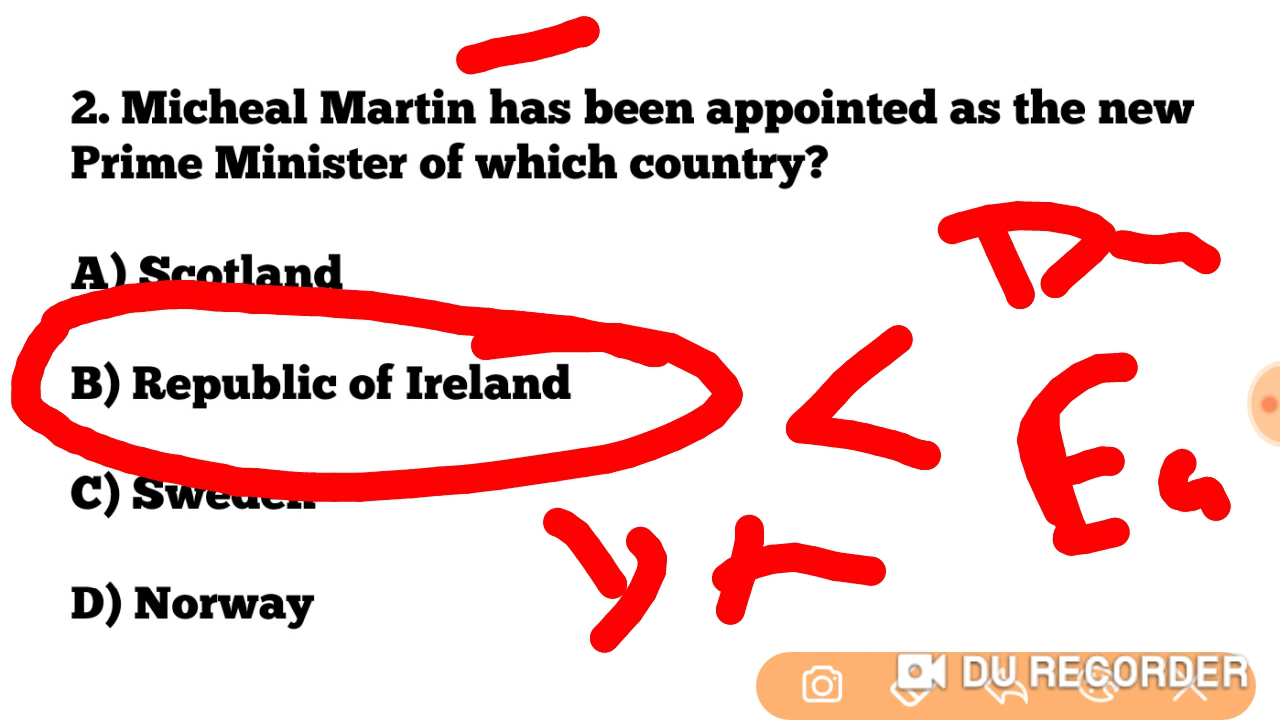 2. Micheal Martin has been appointed as the new
Prime Minister of which country?
A) Scotland
B) Republic of Ireland
C) Sweden
D) Norway
DU RECORDER